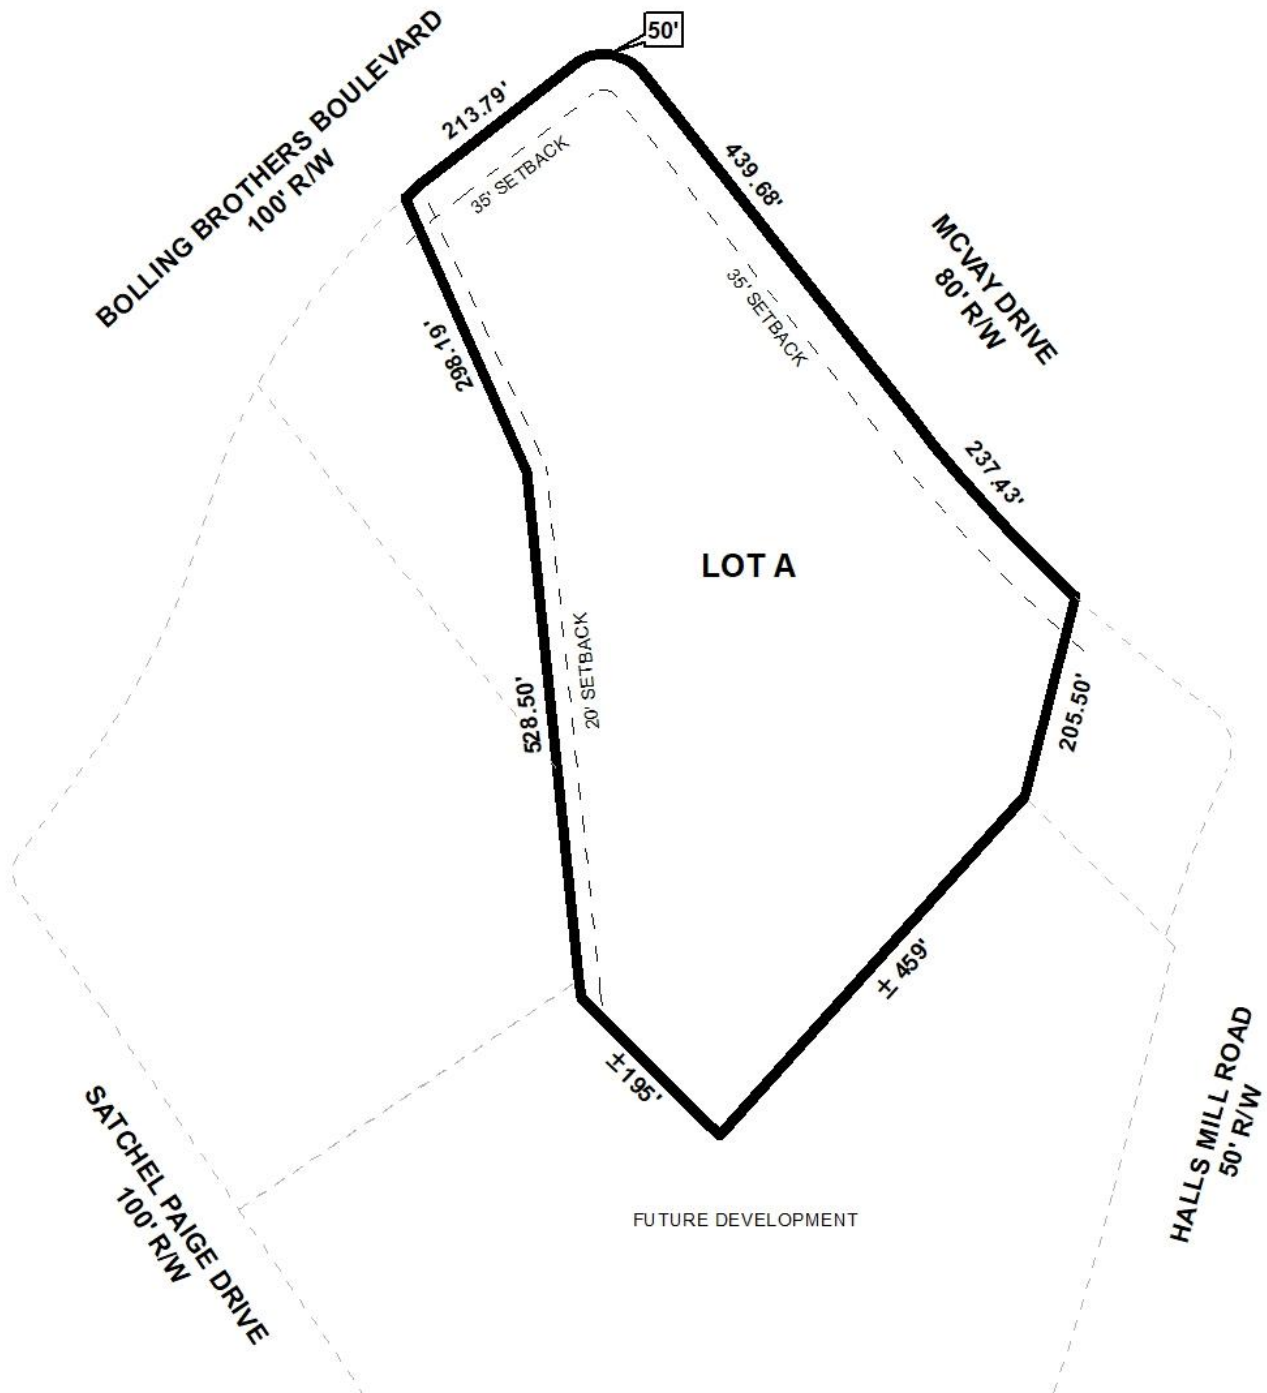 50'
BOLLING BROTHERS BOULEVARD
100' R/W
213.79'
35' SETBACK
439.68'
MCVAY DRIVE
80' R/W
35' SETBACK
298.19'
237.43'
LOT A
20' SETBACK
528.50'
205.50'
± 459'
±195'
SATCHEL PAIGE DRIVE
100' R/W
HALLS MILL ROAD
50' R/W
FUTURE DEVELOPMENT